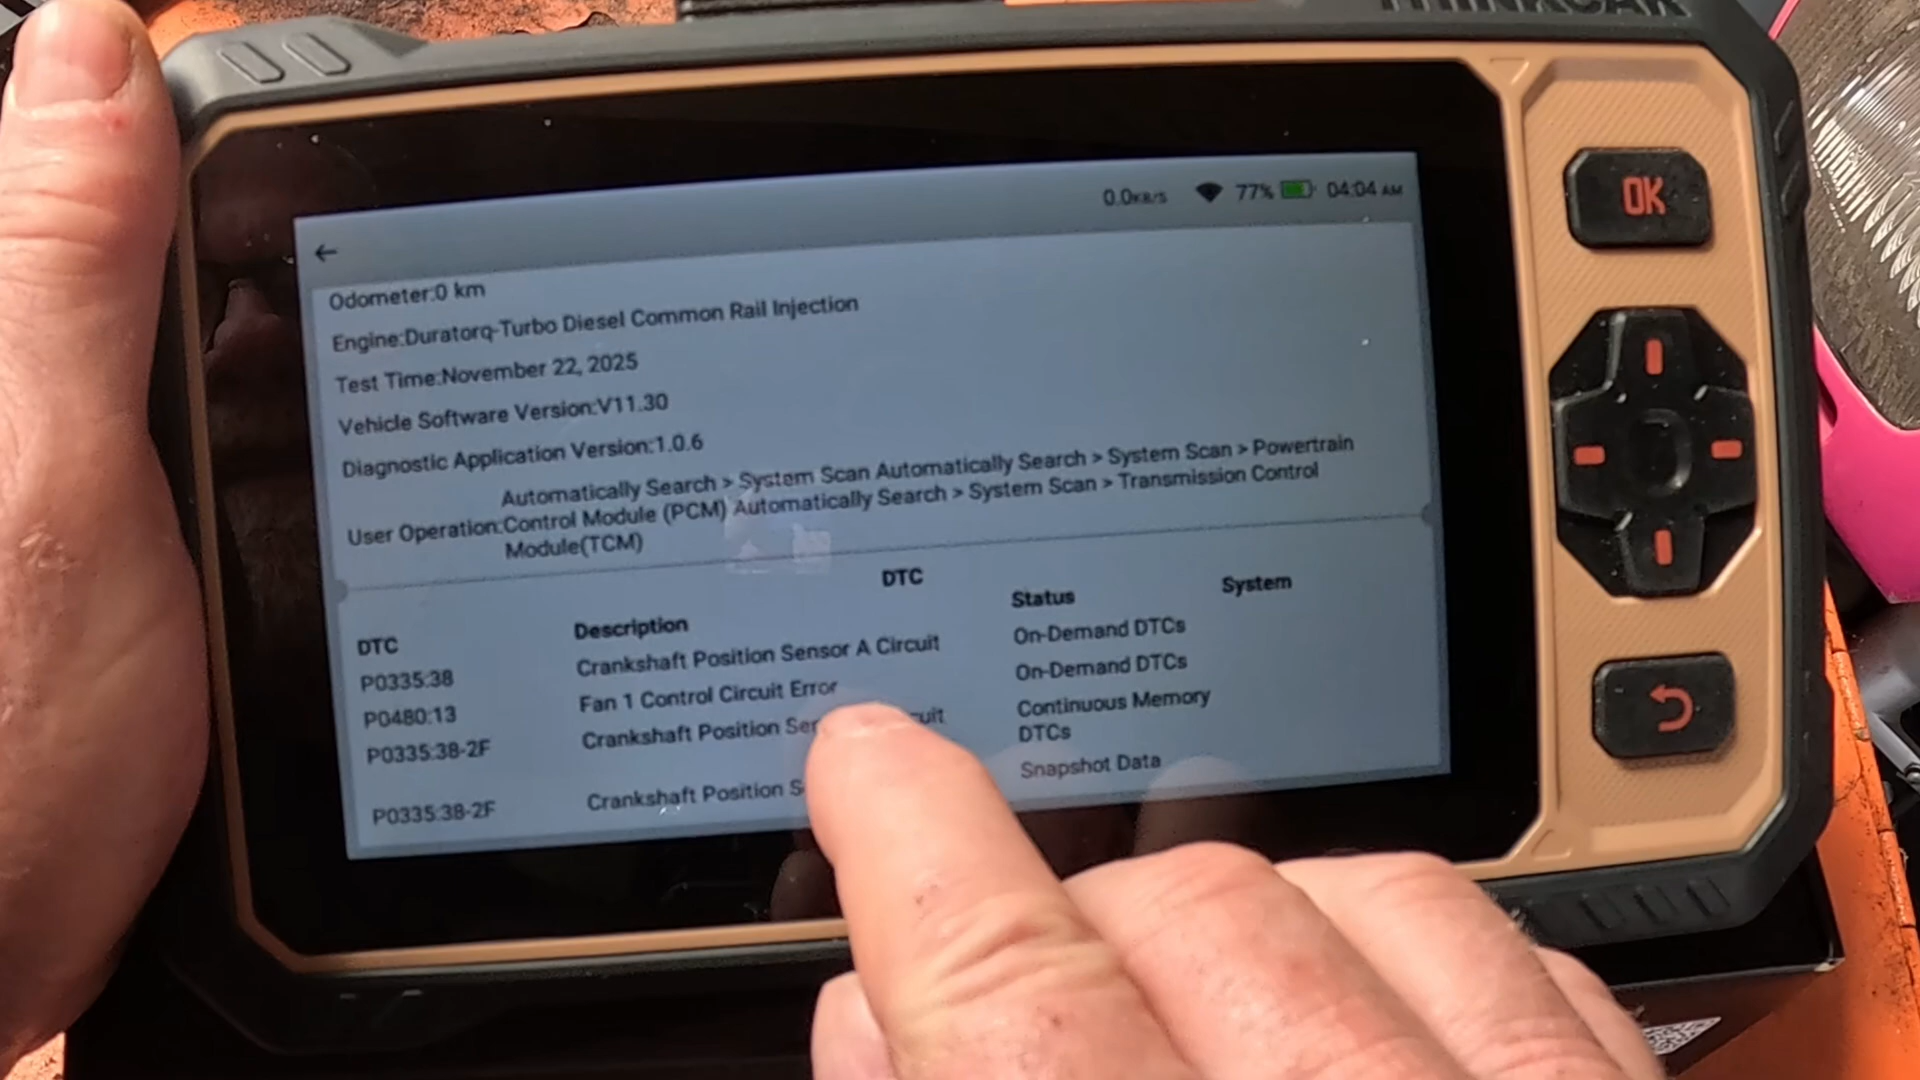 THINKCAR
0.0KB/S 77% 04:04 AM
←
Odometer:0 km
Engine:Duratorq-Turbo Diesel Common Rail Injection
Test Time:November 22, 2025
Vehicle Software Version:V11.30
Diagnostic Application Version:1.0.6
Automatically Search > System Scan Automatically Search > System Scan > Powertrain
User Operation:Control Module (PCM) Automatically Search > System Scan > Transmission Control
Module(TCM)
DTC
DTC Description Status System
P0335:38 Crankshaft Position Sensor A Circuit On-Demand DTCs
P0480:13 Fan 1 Control Circuit Error On-Demand DTCs
P0335:38-2F Crankshaft Position Continuous Memory
DTCs
P0335:38-2F Crankshaft Position Snapshot Data
OK